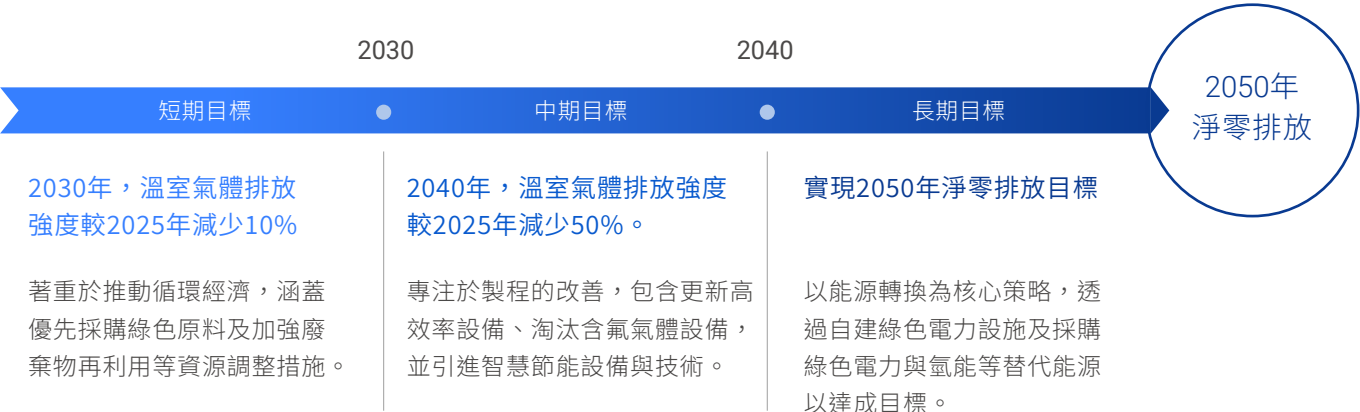 2030
2040
短期目標
中期目標
長期目標
2050年
淨零排放
2030年，溫室氣體排放
強度較2025年減少10%
著重於推動循環經濟，涵蓋
優先採購綠色原料及加強廢
棄物再利用等資源調整措施。
2040年，溫室氣體排放強度
較2025年減少50%。
專注於製程的改善，包含更新高
效率設備、淘汰含氟氣體設備，
並引進智慧節能設備與技術。
實現2050年淨零排放目標
以能源轉換為核心策略，透
過自建綠色電力設施及採購
綠色電力與氫能等替代能源
以達成目標。